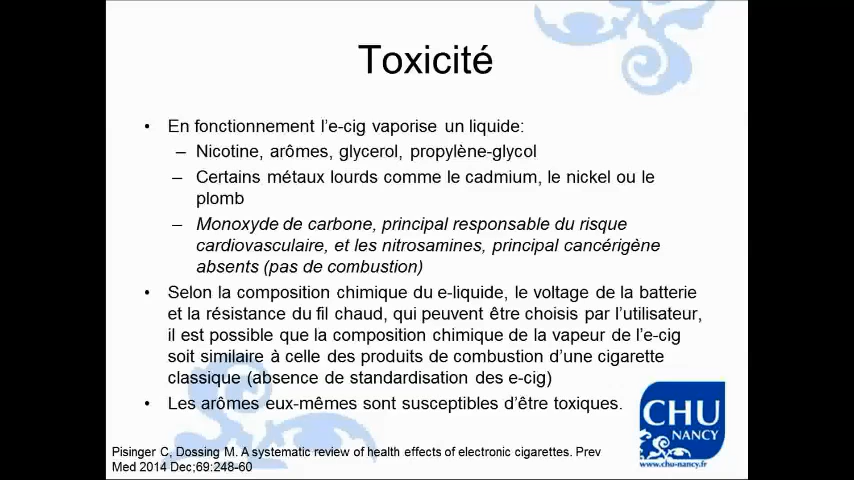 Toxicité
• En fonctionnement l'e-cig vaporise un liquide:
– Nicotine, arômes, glycerol, propylène-glycol
– Certains métaux lourds comme le cadmium, le nickel ou le
plomb
– Monoxyde de carbone, principal responsable du risque
cardiovasculaire, et les nitrosamines, principal cancérigène
absents (pas de combustion)
• Selon la composition chimique du e-liquide, le voltage de la batterie
et la résistance du fil chaud, qui peuvent être choisis par l'utilisateur,
il est possible que la composition chimique de la vapeur de l'e-cig
soit similaire à celle des produits de combustion d'une cigarette
classique (absence de standardisation des e-cig)
• Les arômes eux-mêmes sont susceptibles d'être toxiques.
CHU
NANCY
www.chu-nancy.fr
Pisinger C, Dossing M. A systematic review of health effects of electronic cigarettes. Prev
Med 2014 Dec;69:248-60